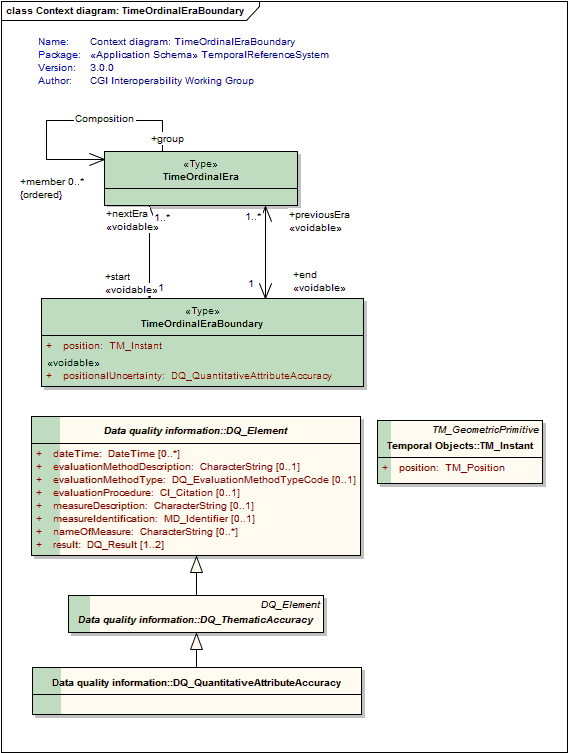 class Context diagram: TimeOrdinalEraBoundary
Name: Context diagram: TimeOrdinalEraBoundary
Package: «Application Schema» TemporalReferenceSystem
Version: 3.0.0
Author: CGI Interoperability Working Group
Composition
+group
+member 0..*
{ordered}
«Type»
TimeOrdinalEra
+nextEra 1..*
«voidable»
1..* +previousEra
«voidable»
+start
«voidable» 1
1 +end
«voidable»
«Type»
TimeOrdinalEraBoundary
+ position: TM_Instant
«voidable»
+ positionalUncertainty: DQ_QuantitativeAttributeAccuracy
Data quality information::DQ_Element
+ dateTime: DateTime [0..*]
+ evaluationMethodDescription: CharacterString [0..1]
+ evaluationMethodType: DQ_EvaluationMethodTypeCode [0..1]
+ evaluationProcedure: CI_Citation [0..1]
+ measureDescription: CharacterString [0..1]
+ measureIdentification: MD_Identifier [0..1]
+ nameOfMeasure: CharacterString [0..*]
+ result: DQ_Result [1..2]
TM_GeometricPrimitive
Temporal Objects::TM_Instant
+ position: TM_Position
DQ_Element
Data quality information::DQ_ThematicAccuracy
Data quality information::DQ_QuantitativeAttributeAccuracy